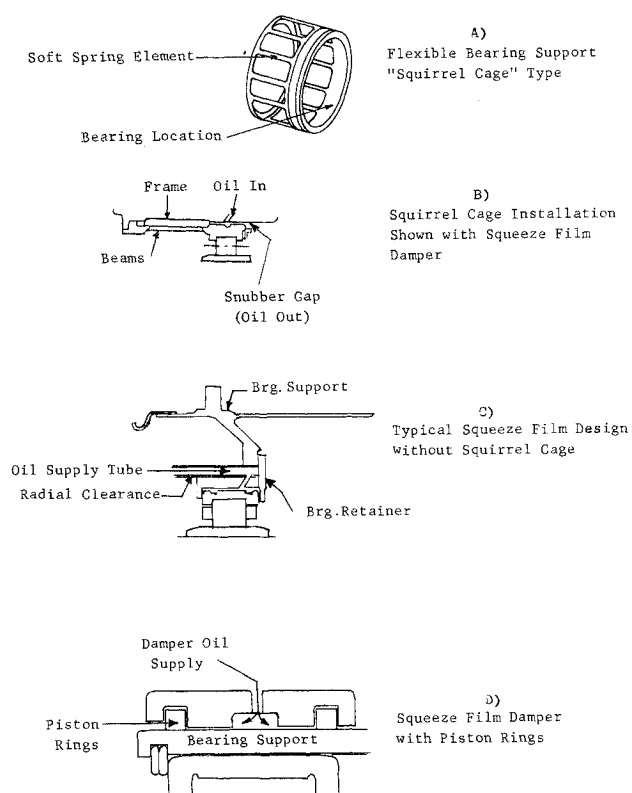 A)
Soft Spring Element
Flexible Bearing Support
"Squirrel Cage" Type
Bearing Location
B)
Frame
Oil In
Squirrel Cage Installation
Shown with Squeeze Film
Damper
Beams
Snubber Gap
(Oil Out)
Brg. Support
C)
Typical Squeeze Film Design
Without Squirrel Cage
Oil Supply Tube
Radial Clearance
Brg.Retainer
Damper Oil
Supply
D)
Squeeze Film Damper
with Piston Rings
Piston
Rings
Bearing Support